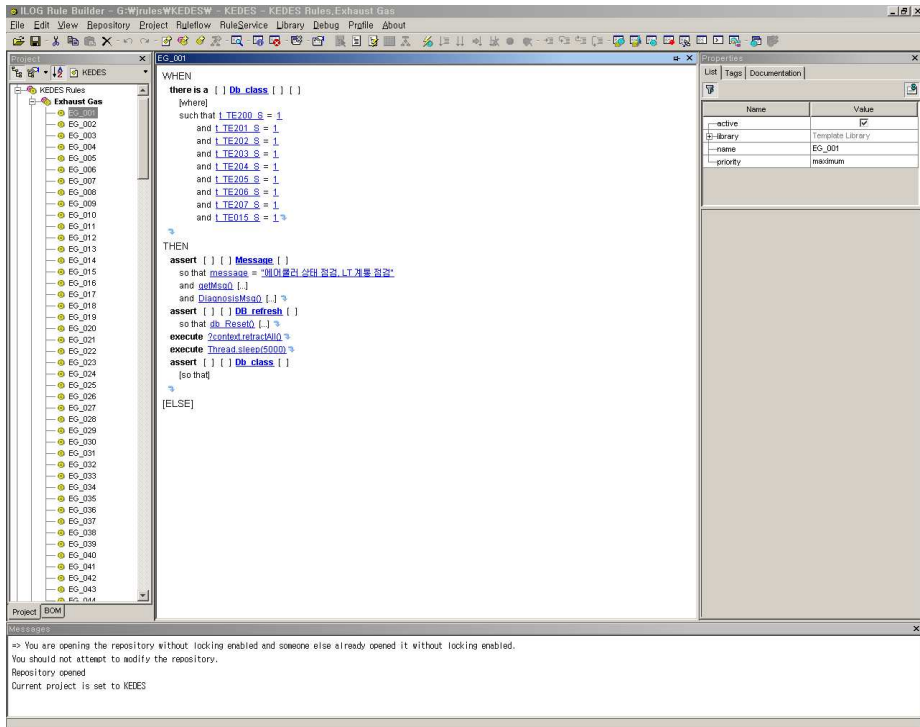 ILOG Rule Builder - G:₩jrules₩KEDES₩ - KEDES - KEDES Rules,Exhaust Gas
File Edit View Repository Project Ruleflow RuleService Library Debug Profile About
Project
KEDES
KEDES Rules
Exhaust Gas
EG_001
EG_002
EG_003
EG_004
EG_005
EG_006
EG_007
EG_008
EG_009
EG_010
EG_011
EG_012
EG_013
EG_014
EG_015
EG_016
EG_017
EG_018
EG_019
EG_020
EG_021
EG_022
EG_023
EG_024
EG_025
EG_026
EG_027
EG_028
EG_029
EG_030
EG_031
EG_032
EG_033
EG_034
EG_035
EG_036
EG_037
EG_038
EG_039
EG_040
EG_041
EG_042
EG_043
EG_044
Project BOM
EG_001
WHEN
there is a [ ] Db_class [ ] [ ]
[where]
such that t_TE200_S = 1
and t_TE201_S = 1
and t_TE202_S = 1
and t_TE203_S = 1
and t_TE204_S = 1
and t_TE205_S = 1
and t_TE206_S = 1
and t_TE207_S = 1
and t_TE015_S = 1
THEN
assert [ ] [ ] Message [ ]
so that message = "에어쿨러 상태 점검, LT 계통 점검"
and getMsg() [...]
and DiagnosisMsg() [...]
assert [ ] [ ] DB_refresh [ ]
so that db_Reset() [...]
execute ?context.retractAll()
execute Thread.sleep(5000)
assert [ ] [ ] Db_class [ ]
[so that]
[ELSE]
Properties
List Tags Documentation
Name Value
active
library Template Library
name EG_001
priority maximum
Messages
=> You are opening the repository without locking enabled and someone else already opened it without locking enabled.
You should not attempt to modify the repository.
Repository opened
Current project is set to KEDES